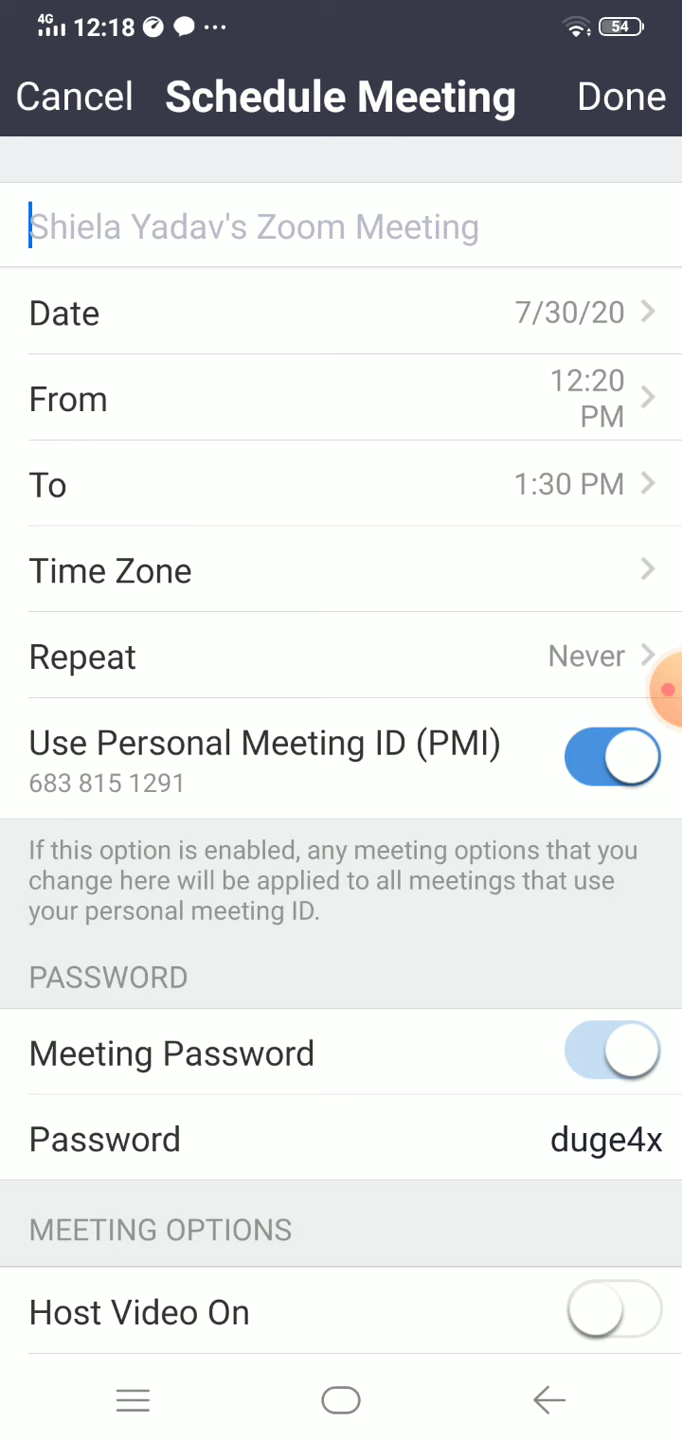 4G 12:18 ... 54
Cancel Schedule Meeting Done
Shiela Yadav's Zoom Meeting
Date 7/30/20
From 12:20
PM
To 1:30 PM
Time Zone
Repeat Never
Use Personal Meeting ID (PMI)
683 815 1291
If this option is enabled, any meeting options that you
change here will be applied to all meetings that use
your personal meeting ID.
PASSWORD
Meeting Password
Password duge4x
MEETING OPTIONS
Host Video On